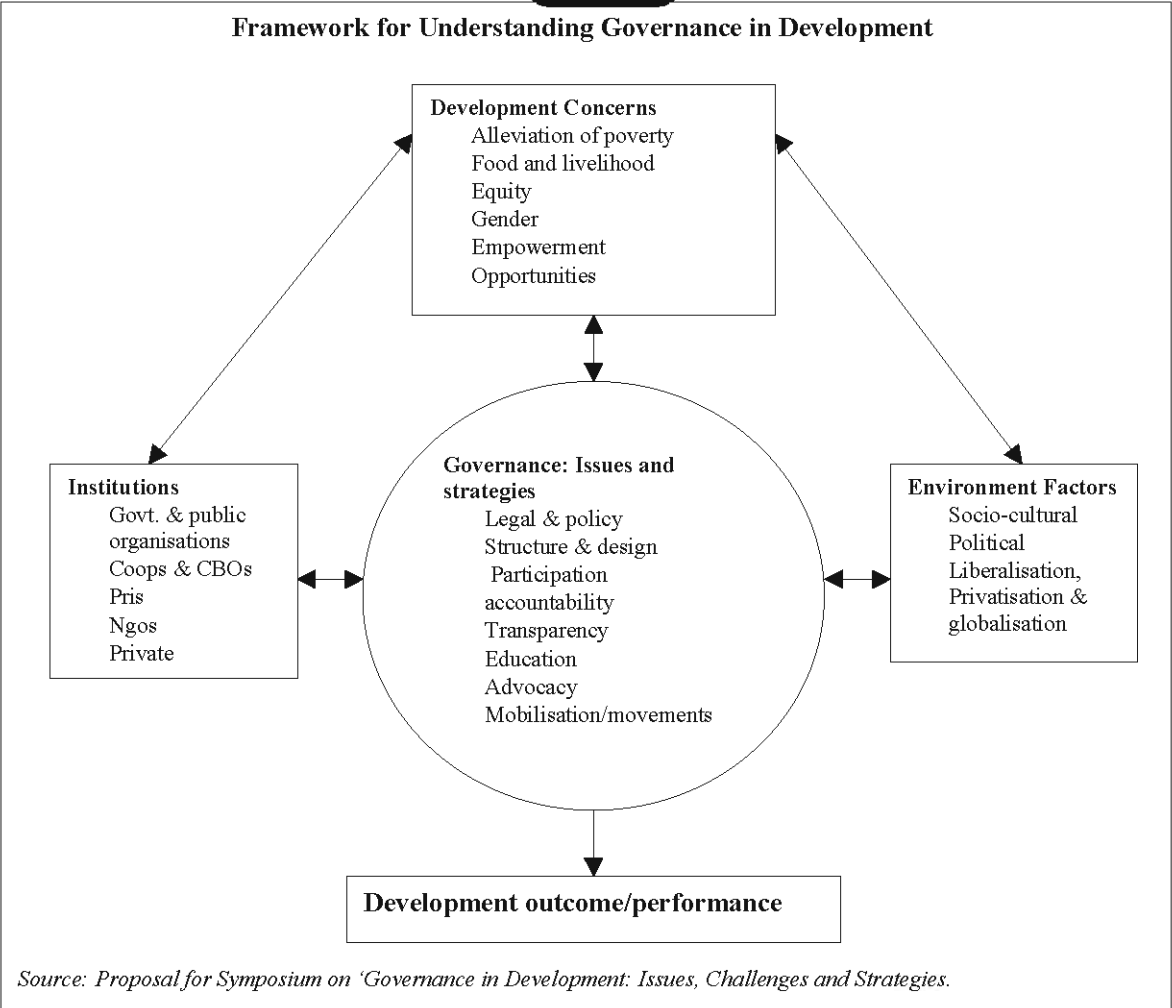 Framework for Understanding Governance in Development
Development Concerns
Alleviation of poverty
Food and livelihood
Equity
Gender
Empowerment
Opportunities
Institutions
Govt. & public
organisations
Coops & CBOs
Pris
Ngos
Private
Governance: Issues and
strategies
Legal & policy
Structure & design
Participation
accountability
Transparency
Education
Advocacy
Mobilisation/movements
Environment Factors
Socio-cultural
Political
Liberalisation,
Privatisation &
globalisation
Development outcome/performance
Source: Proposal for Symposium on ‘Governance in Development: Issues, Challenges and Strategies.